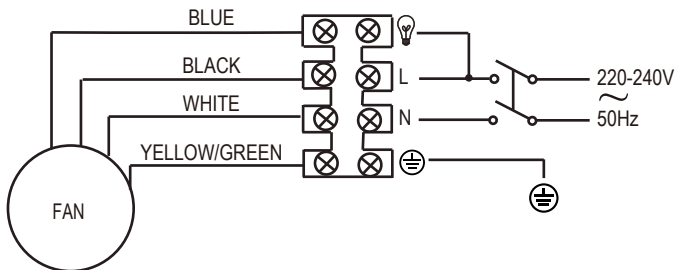 BLUE
BLACK
L
220-240V
WHITE
N
50Hz
YELLOW/GREEN
FAN